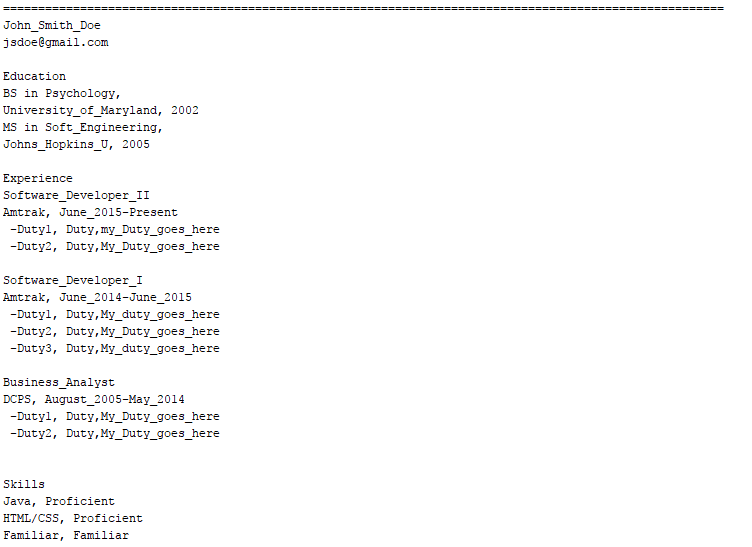 =======================================================================================================
John_Smith_Doe
jsdoe@gmail.com

Education
BS in Psychology,
University_of_Maryland, 2002
MS in Soft_Engineering,
Johns_Hopkins_U, 2005

Experience
Software_Developer_II
Amtrak, June_2015-Present
 -Duty1, Duty,my_Duty_goes_here
 -Duty2, Duty,My_Duty_goes_here

Software_Developer_I
Amtrak, June_2014-June_2015
 -Duty1, Duty,My_duty_goes_here
 -Duty2, Duty,My_Duty_goes_here
 -Duty3, Duty,My_duty_goes_here

Business_Analyst
DCPS, August_2005-May_2014
 -Duty1, Duty,My_Duty_goes_here
 -Duty2, Duty,My_Duty_goes_here


Skills
Java, Proficient
HTML/CSS, Proficient
Familiar, Familiar